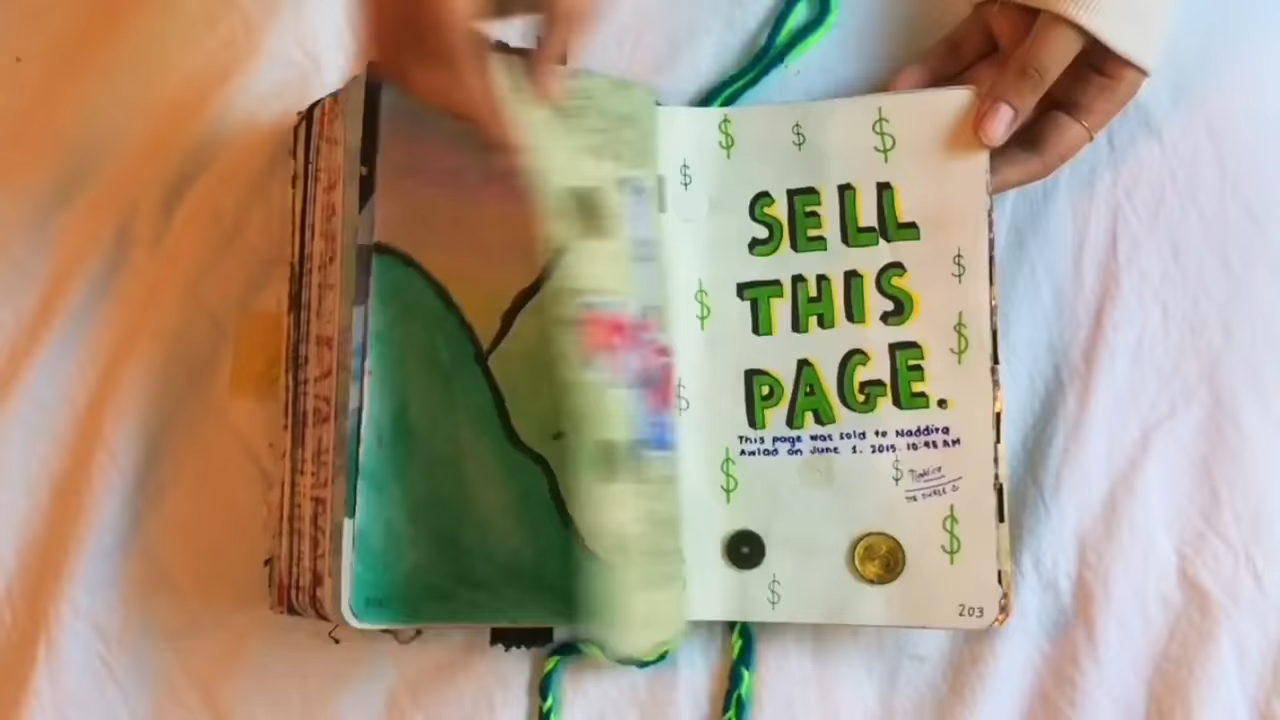 SELL
THIS
PAGE.
This page was sold to Naddira
Awlad on June 1. 2015. 10:45 AM
203